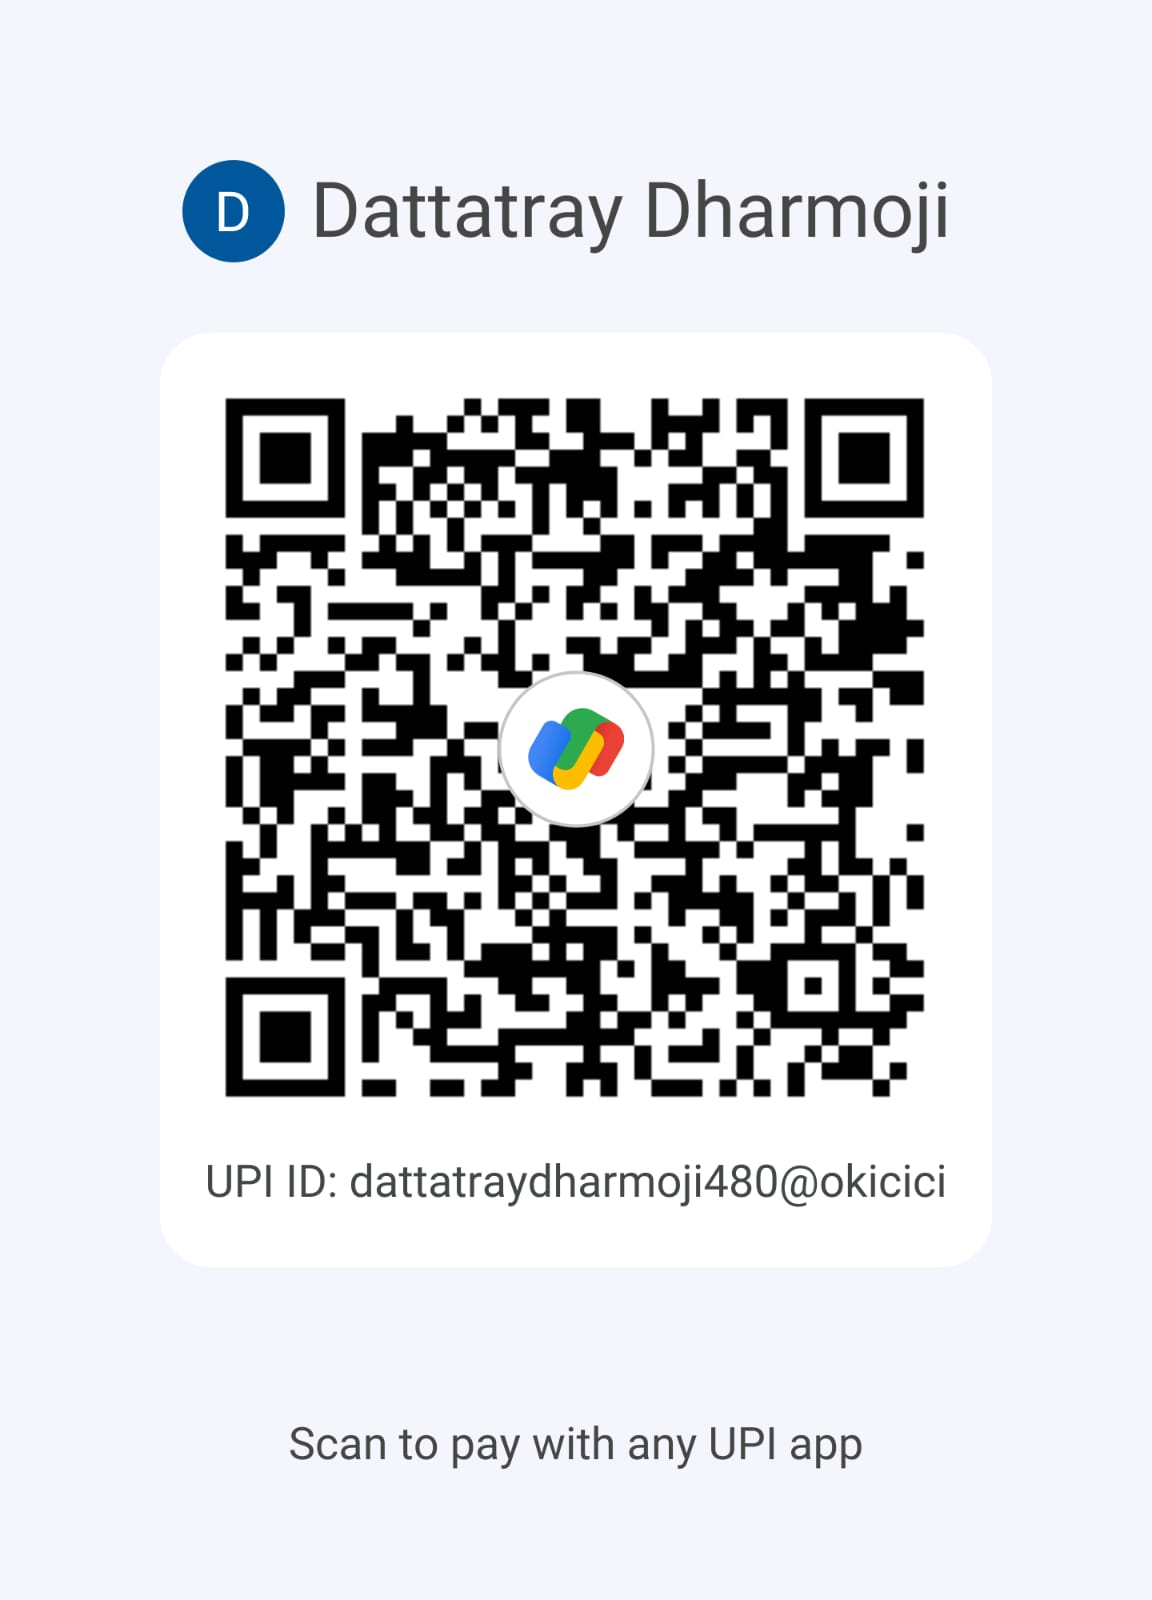 D Dattatray Dharmoji
UPI ID: dattatraydharmoji480@okicici
Scan to pay with any UPI app